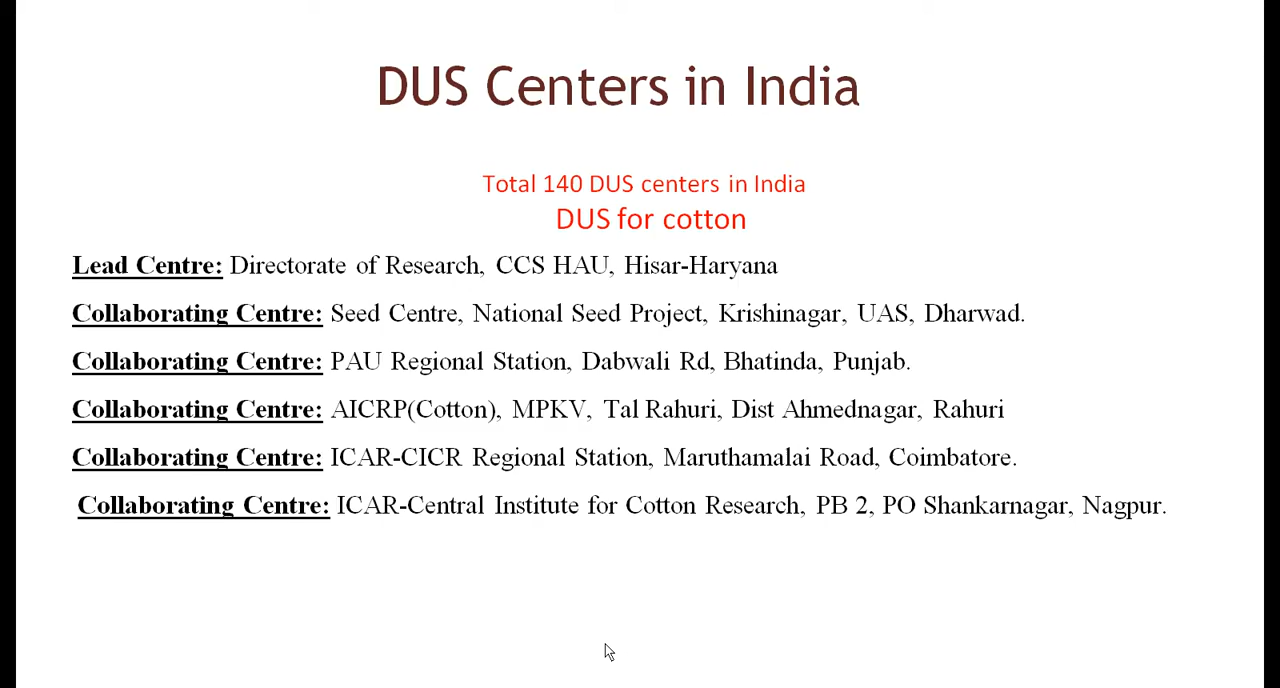 DUS Centers in India
Total 140 DUS centers in India
DUS for cotton
Lead Centre: Directorate of Research, CCS HAU, Hisar-Haryana
Collaborating Centre: Seed Centre, National Seed Project, Krishinagar, UAS, Dharwad.
Collaborating Centre: PAU Regional Station, Dabwali Rd, Bhatinda, Punjab.
Collaborating Centre: AICRP(Cotton), MPKV, Tal Rahuri, Dist Ahmednagar, Rahuri
Collaborating Centre: ICAR-CICR Regional Station, Maruthamalai Road, Coimbatore.
Collaborating Centre: ICAR-Central Institute for Cotton Research, PB 2, PO Shankarnagar, Nagpur.